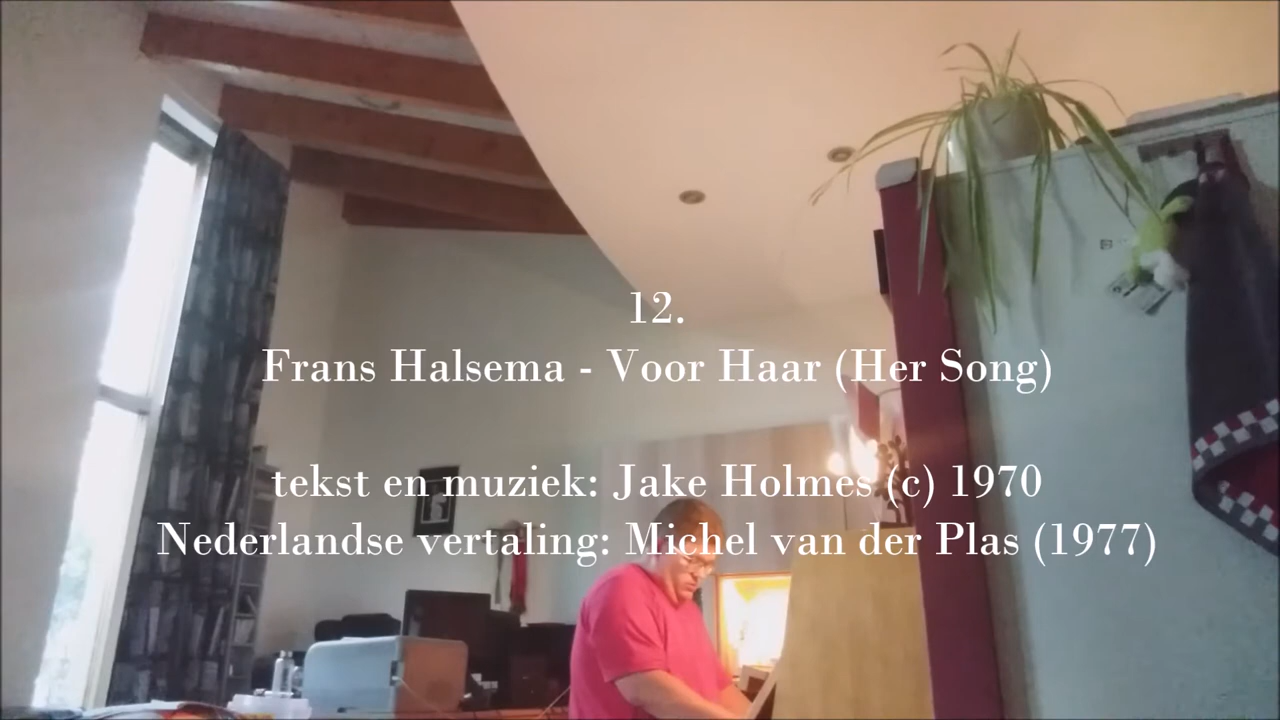 12.
Frans Halsema - Voor Haar (Her Song)
tekst en muziek: Jake Holmes (c) 1970
Nederlandse vertaling: Michel van der Plas (1977)